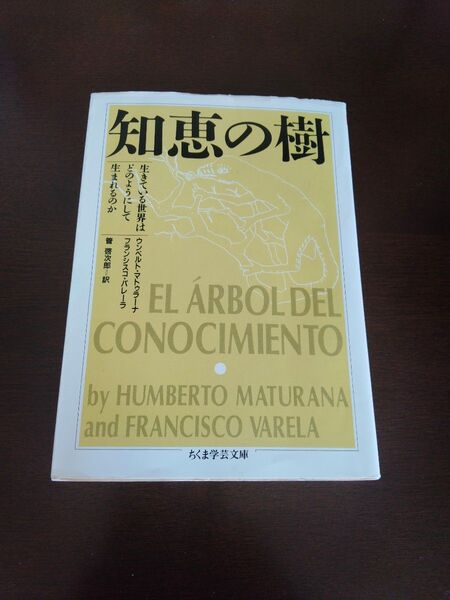 知恵の樹
生きている世界は
どのようにして
生まれるのか
ウンベルト・マトゥラーナ
フランシスコ・バレーラ
管啓次郎=訳
EL ÁRBOL DEL
CONOCIMIENTO
by HUMBERTO MATURANA
and FRANCISCO VARELA
ちくま学芸文庫